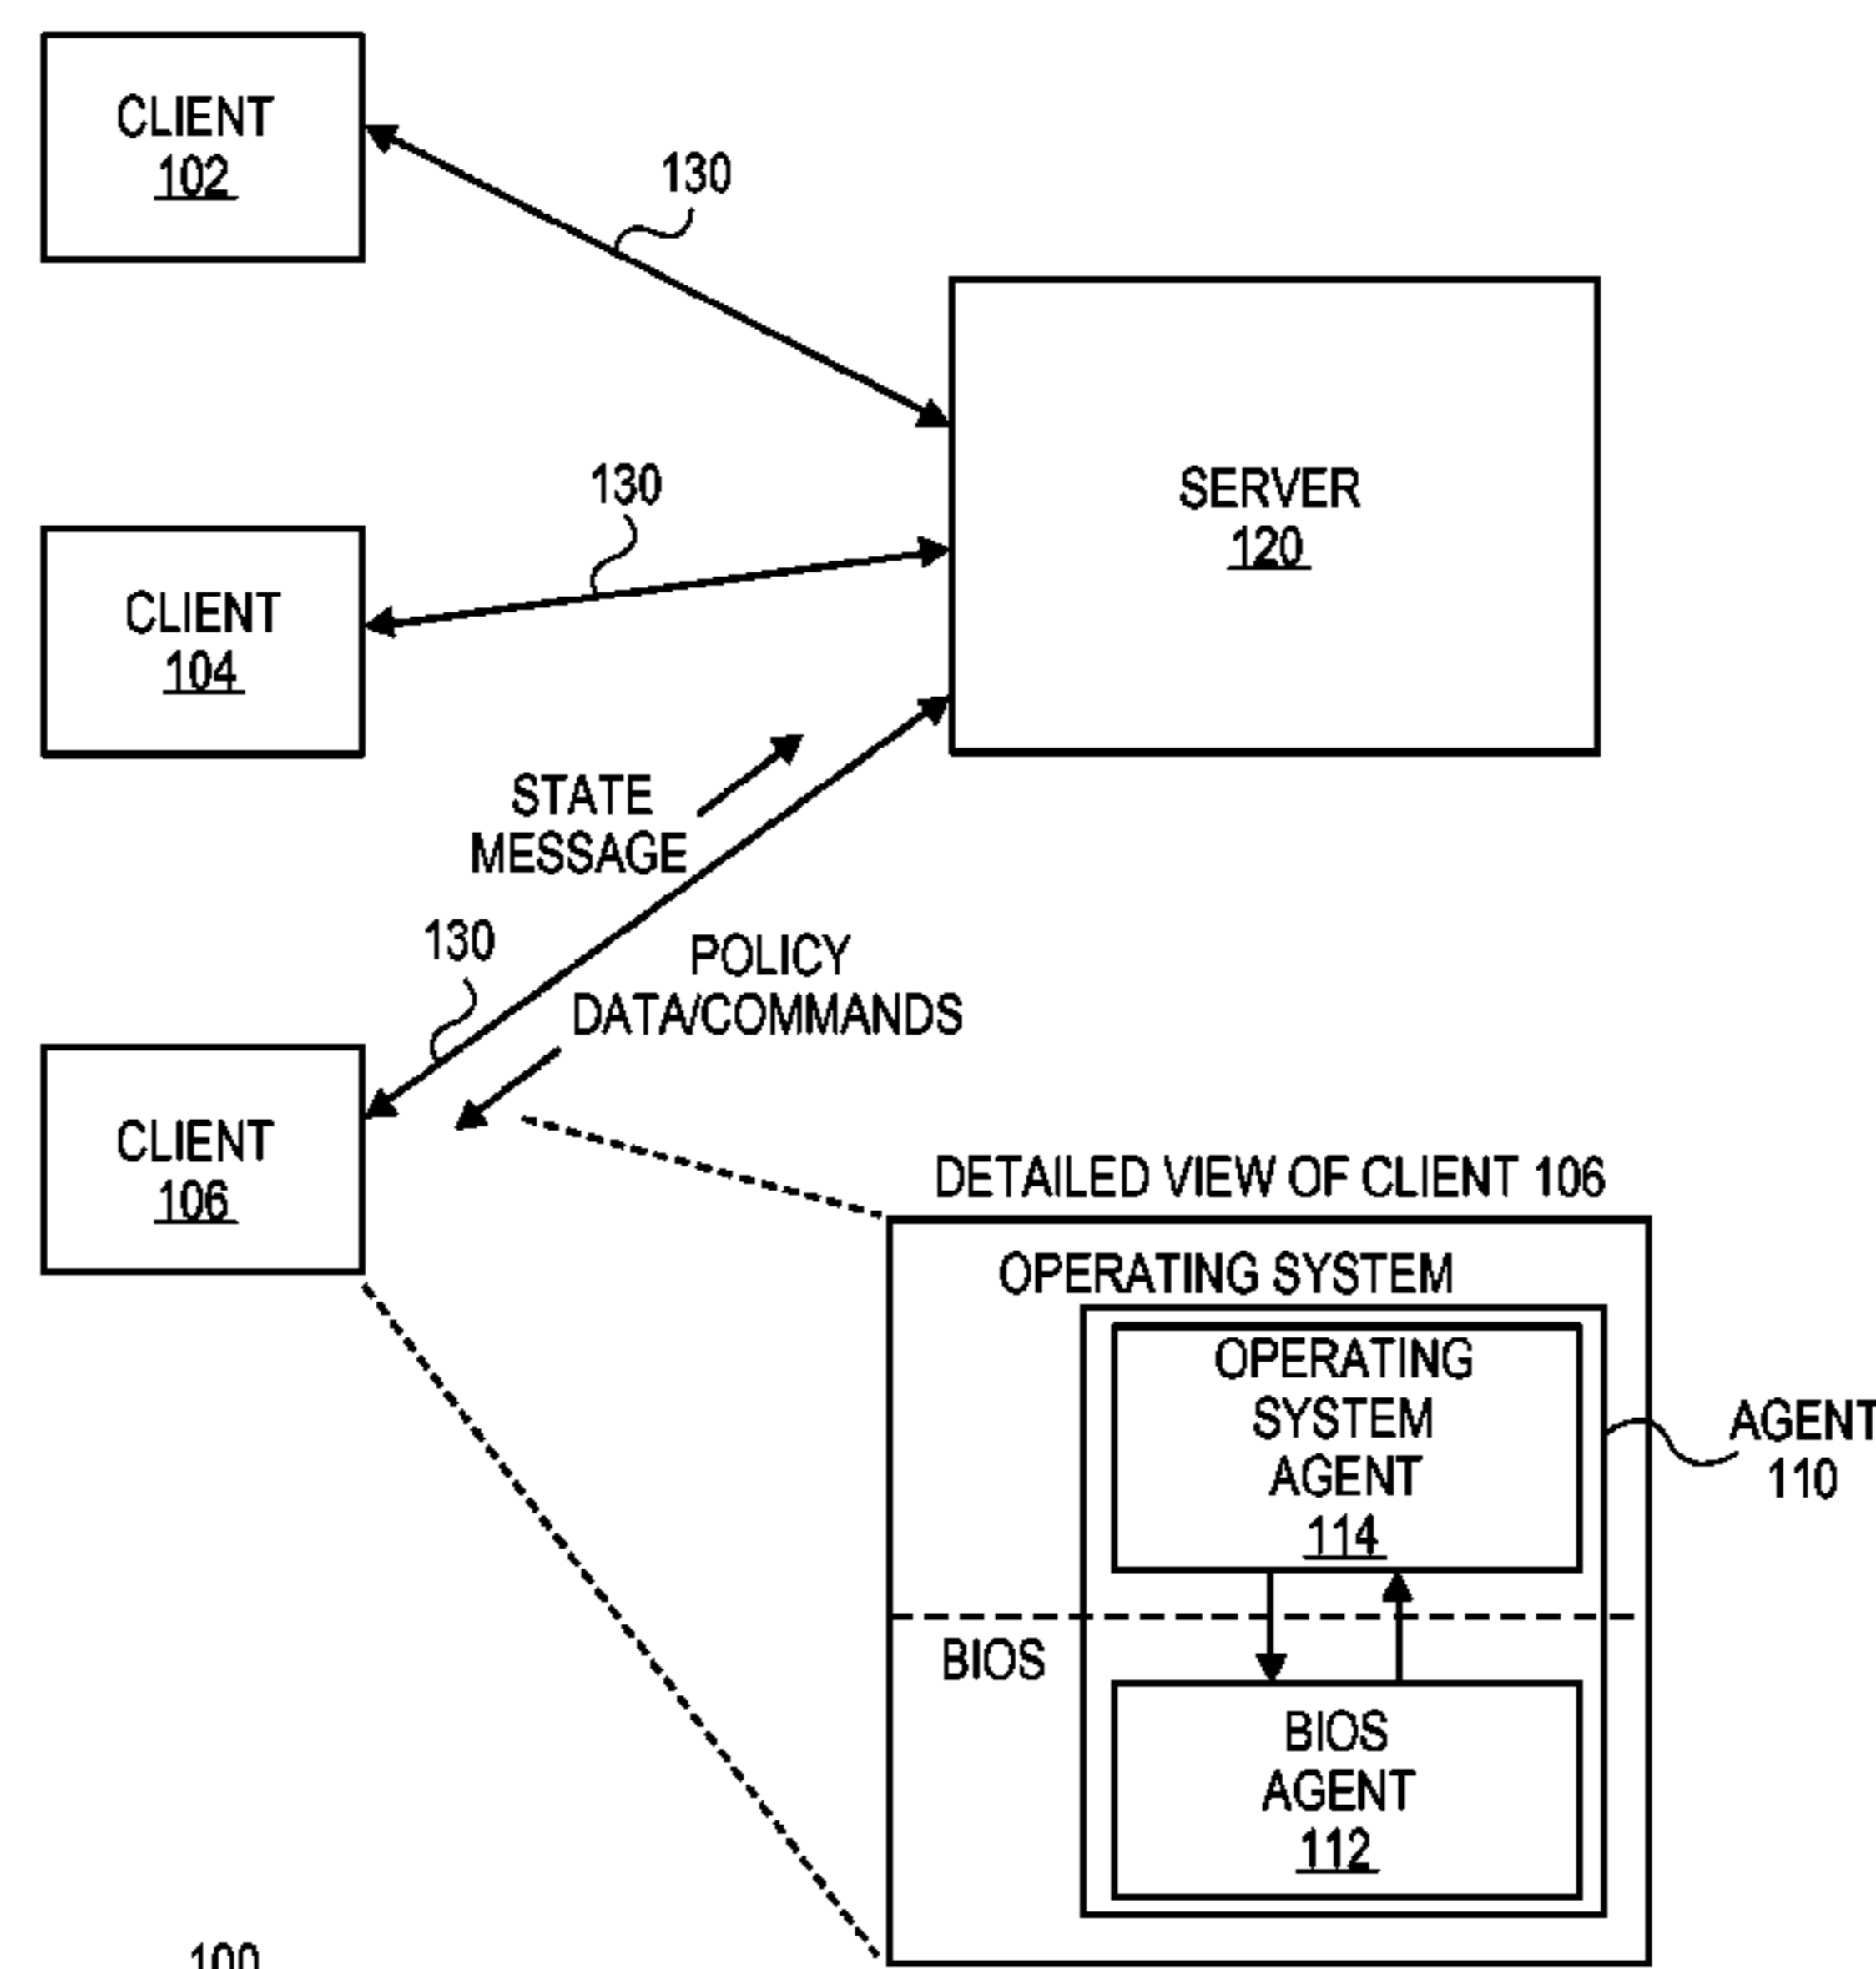 CLIENT
102
130
SERVER
120
130
CLIENT
104
STATE
MESSAGE
130
POLICY
DATA/COMMANDS
CLIENT
106
DETAILED VIEW OF CLIENT 106
OPERATING SYSTEM
OPERATING
SYSTEM
AGENT
114
AGENT
110
BIOS
BIOS
AGENT
112
100